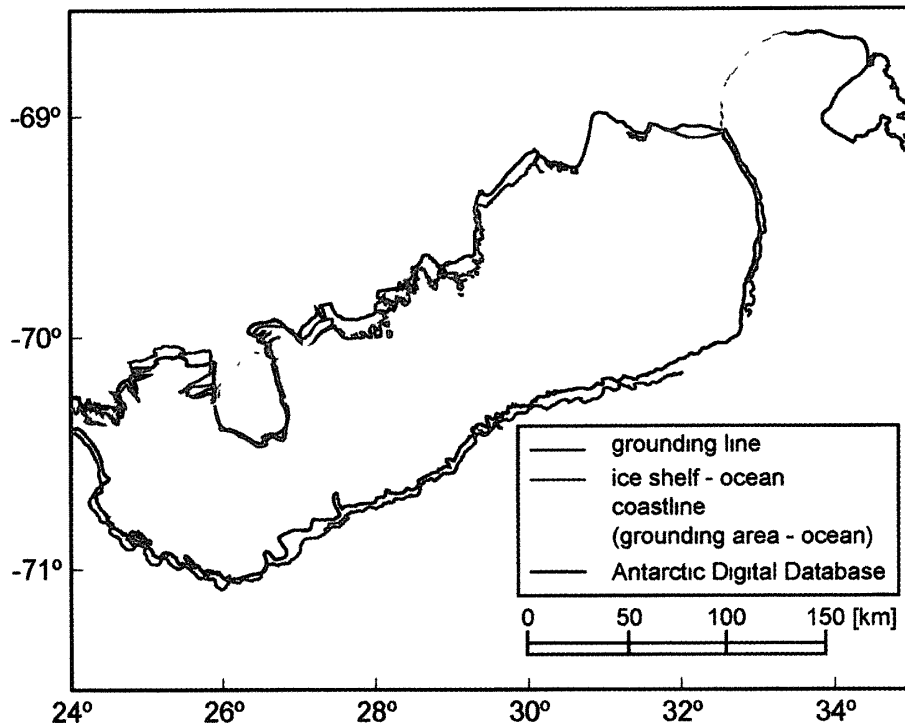 -69º
-70º
-71º
grounding line
ice shelf - ocean
coastline
(grounding area - ocean)
Antarctic Digital Database
0 50 100 150 [km]
24º 26º 28º 30º 32º 34º